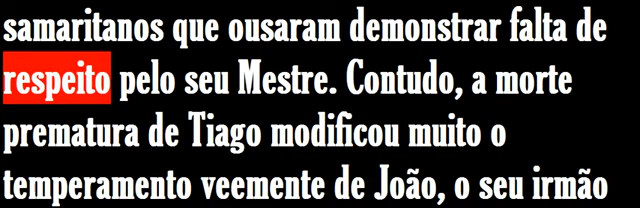 samaritanos que ousaram demonstrar falta de
respeito pelo seu Mestre. Contudo, a morte
prematura de Tiago modificou muito o
temperamento veemente de João, o seu irmão